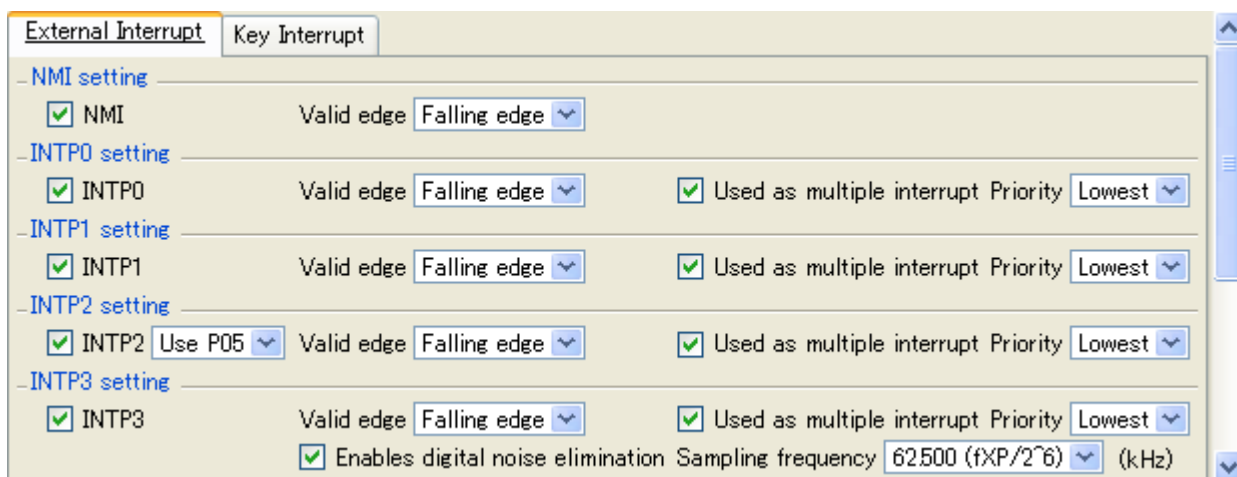 External Interrupt Key Interrupt
NMI setting
NMI Valid edge Falling edge
INTP0 setting
INTP0 Valid edge Falling edge Used as multiple interrupt Priority Lowest
INTP1 setting
INTP1 Valid edge Falling edge Used as multiple interrupt Priority Lowest
INTP2 setting
INTP2 Use P05 Valid edge Falling edge Used as multiple interrupt Priority Lowest
INTP3 setting
INTP3 Valid edge Falling edge Used as multiple interrupt Priority Lowest
Enables digital noise elimination Sampling frequency 62.500 (fXP/2^6) (kHz)